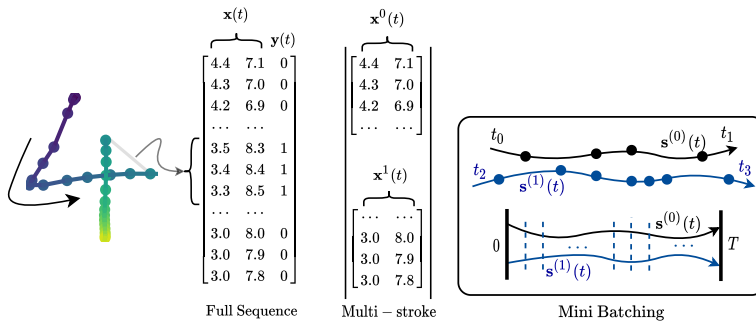 x(t)
y(t)
4.4 7.1 0
4.3 7.0 0
4.2 6.9 0
... ... ...
3.5 8.3 1
3.4 8.4 1
3.3 8.5 1
... ... ...
3.0 8.0 0
3.0 7.9 0
3.0 7.8 0
Full Sequence
x⁰(t)
4.4 7.1
4.3 7.0
4.2 6.9
... ...
x¹(t)
... ...
3.0 8.0
3.0 7.9
3.0 7.8
Multi − stroke
t₀ s⁽⁰⁾(t) t₁
t₂ s⁽¹⁾(t) t₃
s⁽⁰⁾(t)
0 ... ... T
s⁽¹⁾(t)
Mini Batching